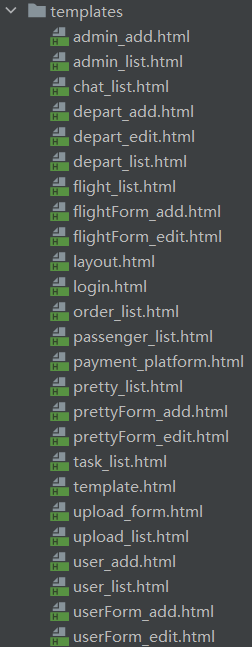 templates
admin_add.html
admin_list.html
chat_list.html
depart_add.html
depart_edit.html
depart_list.html
flight_list.html
flightForm_add.html
flightForm_edit.html
layout.html
login.html
order_list.html
passenger_list.html
payment_platform.html
pretty_list.html
prettyForm_add.html
prettyForm_edit.html
task_list.html
template.html
upload_form.html
upload_list.html
user_add.html
user_list.html
userForm_add.html
userForm_edit.html